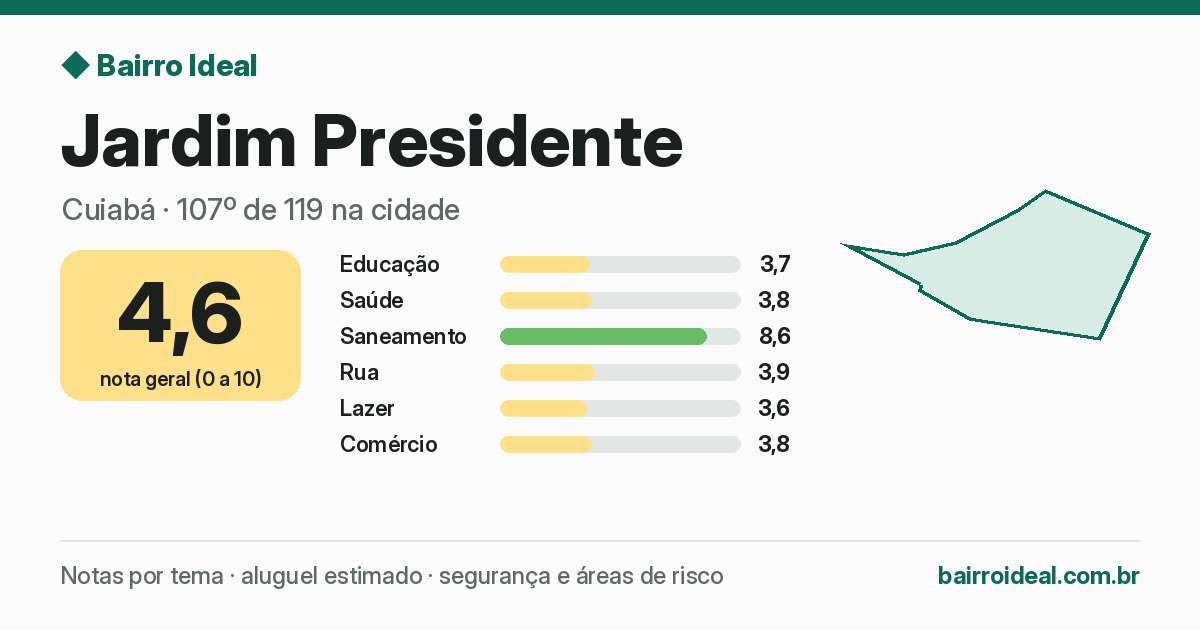 Bairro Ideal
Jardim Presidente
Cuiabá · 107º de 119 na cidade
4,6
nota geral (0 a 10)
Educação 3,7
Saúde 3,8
Saneamento 8,6
Rua 3,9
Lazer 3,6
Comércio 3,8
Notas por tema · aluguel estimado · segurança e áreas de risco
bairroideal.com.br